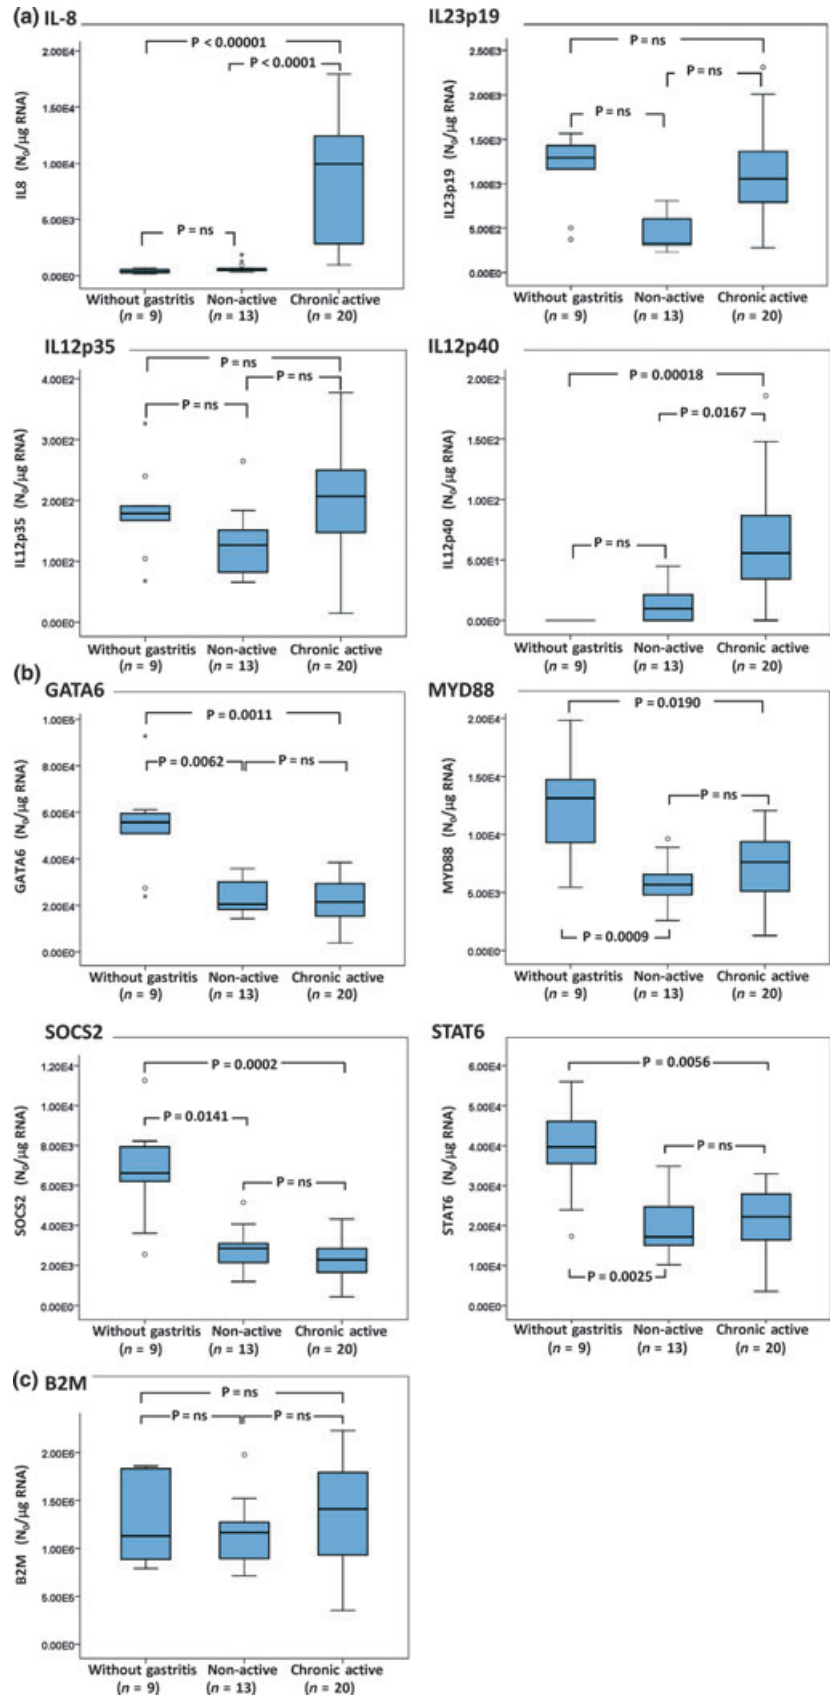 (a) IL-8
P < 0.00001
P < 0.0001
P = ns
IL8 (N₀/µg RNA)
2.00E4
1.50E4
1.00E4
5.00E3
0.00E0
Without gastritis Non-active Chronic active
(n = 9) (n = 13) (n = 20)
IL23p19
P = ns
P = ns
P = ns
IL23p19 (N₀/µg RNA)
2.50E3
2.00E3
1.50E3
1.00E3
5.00E2
0.00E0
Without gastritis Non-active Chronic active
(n = 9) (n = 13) (n = 20)
IL12p35
P = ns
P = ns
P = ns
IL12p35 (N₀/µg RNA)
4.00E2
3.00E2
2.00E2
1.00E2
0.00E0
Without gastritis Non-active Chronic active
(n = 9) (n = 13) (n = 20)
IL12p40
P = 0.00018
P = 0.0167
P = ns
IL12p40 (N₀/µg RNA)
2.00E2
1.50E2
1.00E2
5.00E1
0.00E0
Without gastritis Non-active Chronic active
(n = 9) (n = 13) (n = 20)
(b)
GATA6
P = 0.0011
P = 0.0062 P = ns
GATA6 (N₀/µg RNA)
1.00E5
8.00E4
6.00E4
4.00E4
2.00E4
0.00E0
Without gastritis Non-active Chronic active
(n = 9) (n = 13) (n = 20)
MYD88
P = 0.0190
P = ns
P = 0.0009
MYD88 (N₀/µg RNA)
2.00E4
1.50E4
1.00E4
5.00E3
0.00E0
Without gastritis Non-active Chronic active
(n = 9) (n = 13) (n = 20)
SOCS2
P = 0.0002
P = 0.0141
P = ns
SOCS2 (N₀/µg RNA)
1.20E4
1.00E4
8.00E3
6.00E3
4.00E3
2.00E3
0.00E0
Without gastritis Non-active Chronic active
(n = 9) (n = 13) (n = 20)
STAT6
P = 0.0056
P = ns
P = 0.0025
STAT6 (N₀/µg RNA)
6.00E4
5.00E4
4.00E4
3.00E4
2.00E4
1.00E4
0.00E0
Without gastritis Non-active Chronic active
(n = 9) (n = 13) (n = 20)
(c) B2M
P = ns
P = ns P = ns
B2M (N₀/µg RNA)
2.00E6
1.50E6
1.00E6
5.00E5
0.00E0
Without gastritis Non-active Chronic active
(n = 9) (n = 13) (n = 20)